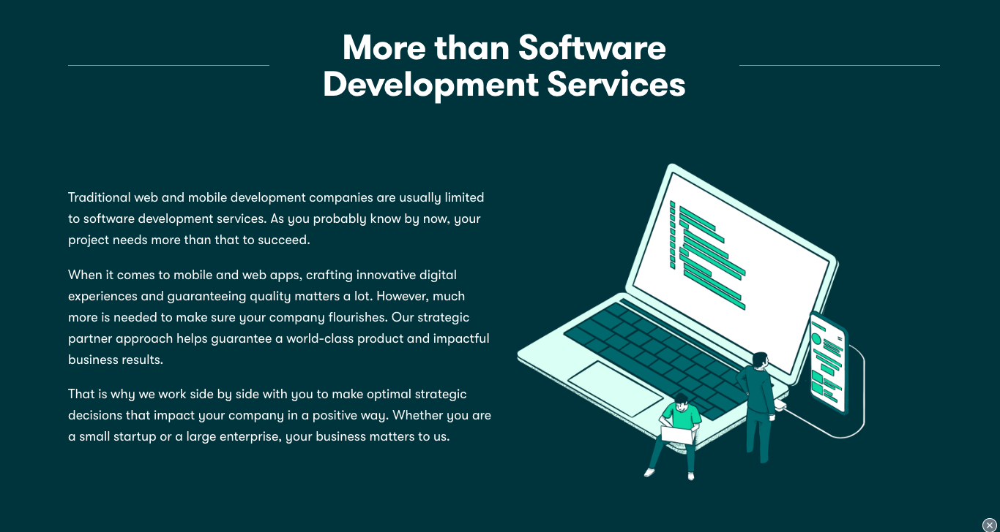 More than Software
Development Services
Traditional web and mobile development companies are usually limited
to software development services. As you probably know by now, your
project needs more than that to succeed.
When it comes to mobile and web apps, crafting innovative digital
experiences and guaranteeing quality matters a lot. However, much
more is needed to make sure your company flourishes. Our strategic
partner approach helps guarantee a world-class product and impactful
business results.
That is why we work side by side with you to make optimal strategic
decisions that impact your company in a positive way. Whether you are
a small startup or a large enterprise, your business matters to us.